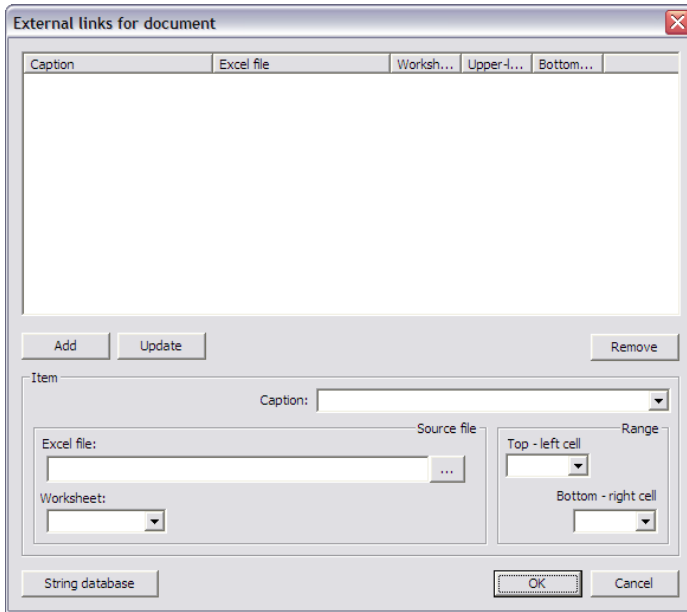 External links for document
Caption Excel file Worksh... Upper-l... Bottom...
Add Update Remove
Item
Caption:
Source file Range
Excel file: Top - left cell
...
Worksheet: Bottom - right cell
String database OK Cancel